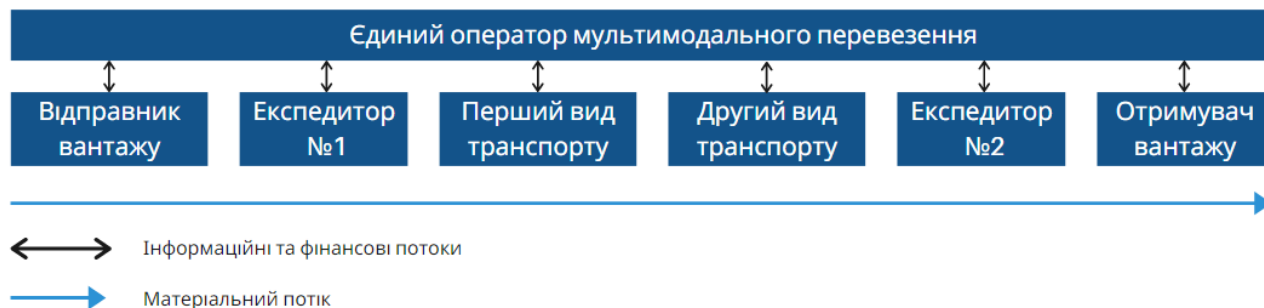 Єдиний оператор мультимодального перевезення
Відправник
вантажу
Експедитор
№1
Перший вид
транспорту
Другий вид
транспорту
Експедитор
№2
Отримувач
вантажу
Інформаційні та фінансові потоки
Матеріальний потік